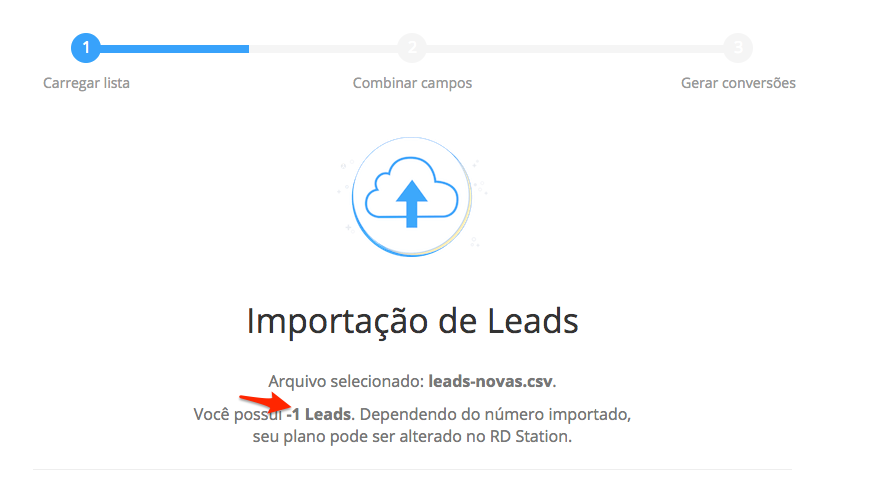 1 2 3
Carregar lista Combinar campos Gerar conversões
Importação de Leads
Arquivo selecionado: leads-novas.csv.
Você possui -1 Leads. Dependendo do número importado,
seu plano pode ser alterado no RD Station.